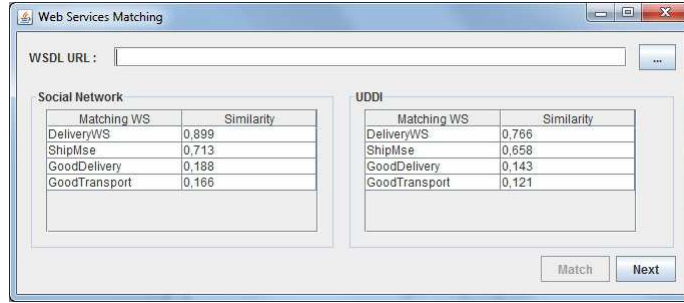 Web Services Matching
WSDL URL :
...
Social Network
Matching WS Similarity
DeliveryWS 0,899
ShipMse 0,713
GoodDelivery 0,188
GoodTransport 0,166
UDDI
Matching WS Similarity
DeliveryWS 0,766
ShipMse 0,658
GoodDelivery 0,143
GoodTransport 0,121
Match Next